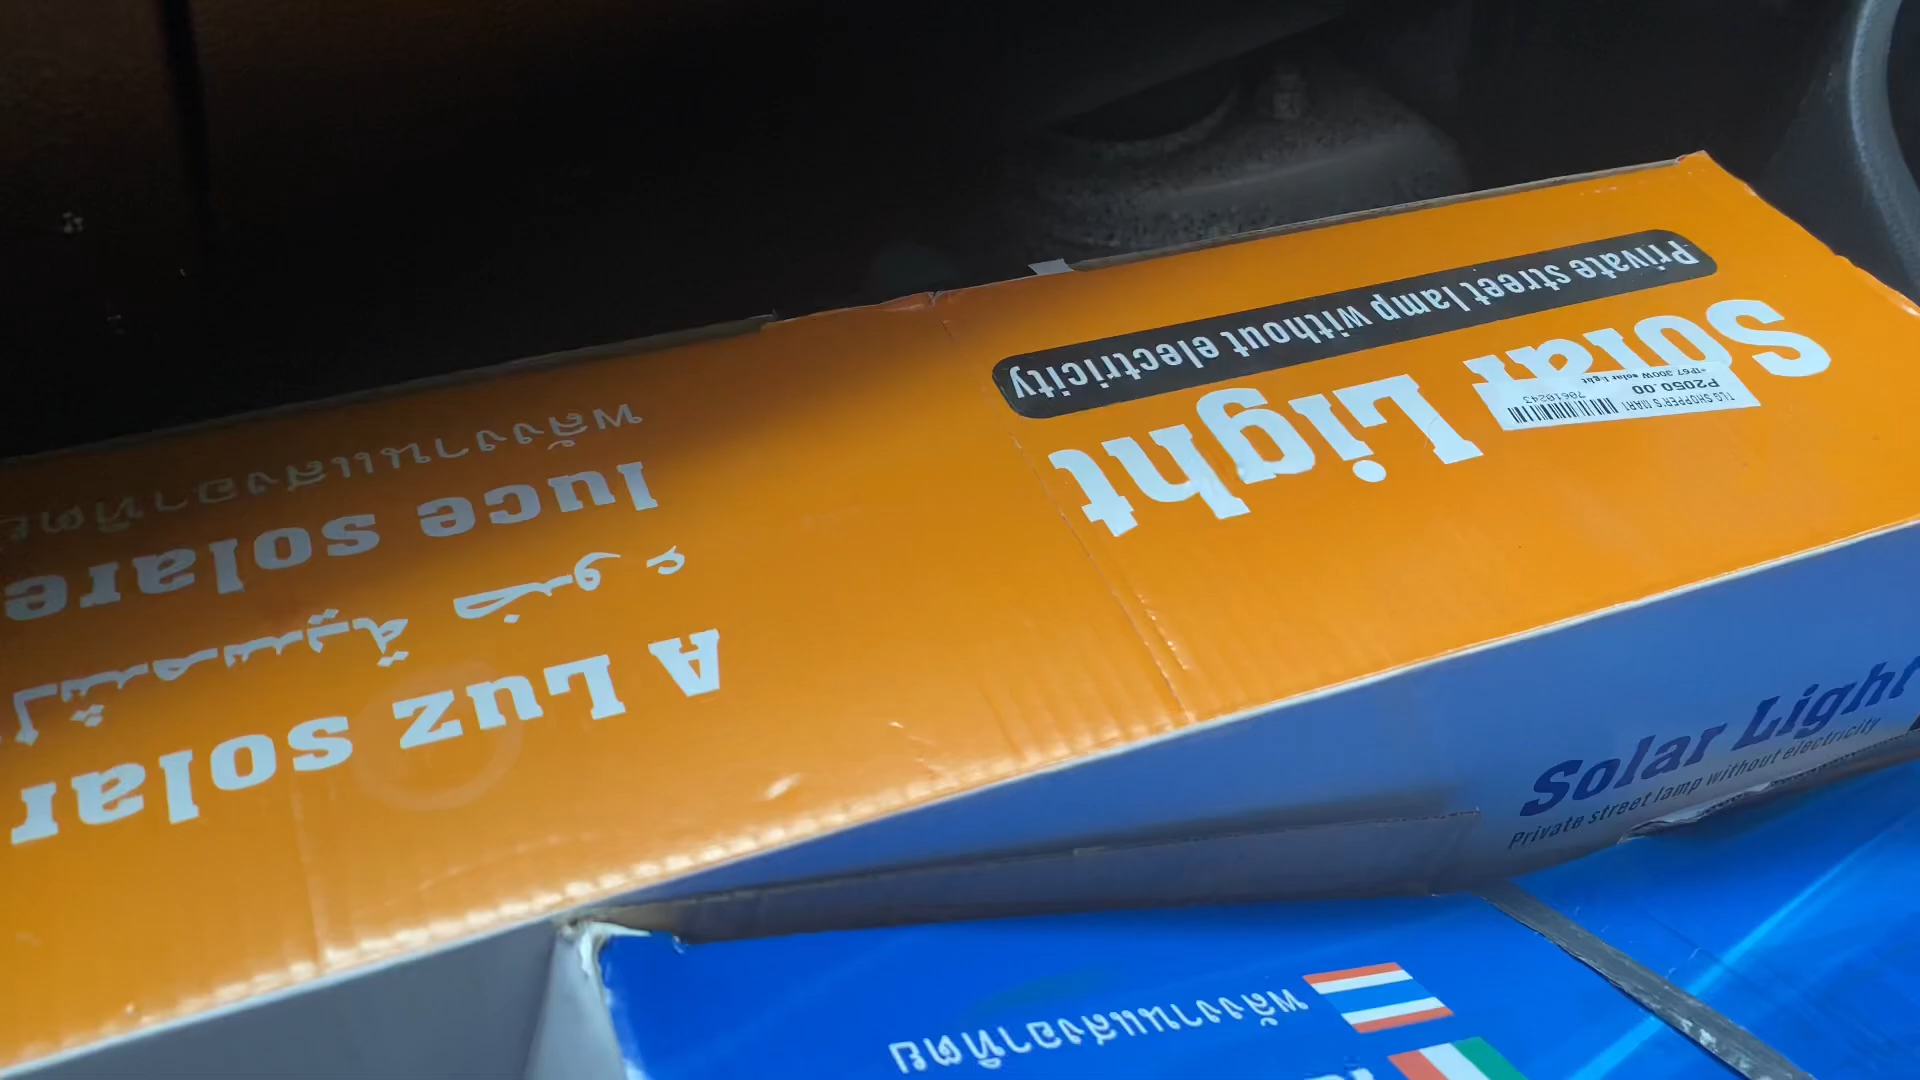 Private street lamp without electricity
Solar Light
TLG SHOPPER'S MART
P2050.00
*IP67 300W solar light
78610243
A Luz solar
ضوء
luce solare
พลังงานแสงอาทิตย์
Solar Light
Private street lamp without electricity
พลังงานแสงอาทิตย์